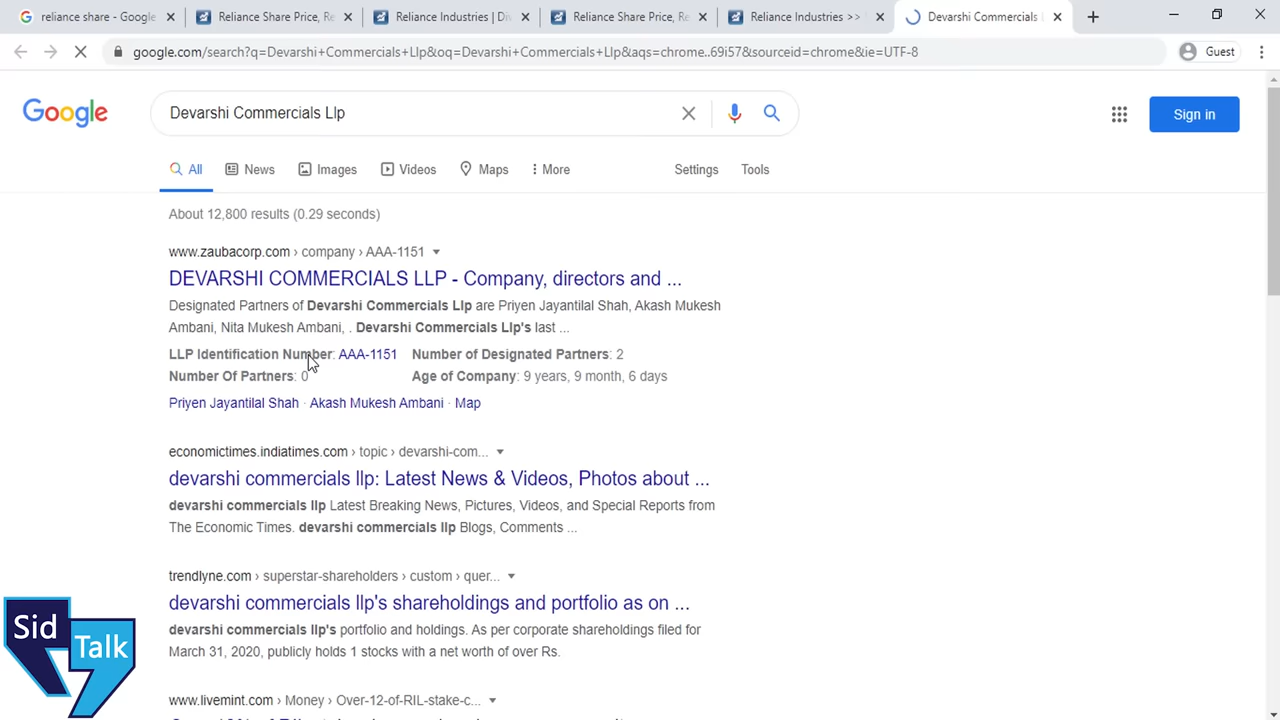 reliance share - Google
Reliance Share Price, Re
Reliance Industries | Div
Reliance Share Price, Re
Reliance Industries >>
Devarshi Commercials
google.com/search?q=Devarshi+Commercials+Llp&oq=Devarshi+Commercials+Llp&aqs=chrome..69i57&sourceid=chrome&ie=UTF-8
Guest
Google
Devarshi Commercials Llp
Sign in
All
News
Images
Videos
Maps
More
Settings
Tools
About 12,800 results (0.29 seconds)
www.zaubacorp.com › company › AAA-1151
DEVARSHI COMMERCIALS LLP - Company, directors and ...
Designated Partners of Devarshi Commercials Llp are Priyen Jayantilal Shah, Akash Mukesh
Ambani, Nita Mukesh Ambani, . Devarshi Commercials Llp's last ...
LLP Identification Number: AAA-1151 Number of Designated Partners: 2
Number Of Partners: 0 Age of Company: 9 years, 9 month, 6 days
Priyen Jayantilal Shah · Akash Mukesh Ambani · Map
economictimes.indiatimes.com › topic › devarshi-com...
devarshi commercials llp: Latest News & Videos, Photos about ...
devarshi commercials llp Latest Breaking News, Pictures, Videos, and Special Reports from
The Economic Times. devarshi commercials llp Blogs, Comments ...
trendlyne.com › superstar-shareholders › custom › quer...
devarshi commercials llp's shareholdings and portfolio as on ...
devarshi commercials llp's portfolio and holdings. As per corporate shareholdings filed for
March 31, 2020, publicly holds 1 stocks with a net worth of over Rs.
www.livemint.com › Money › Over-12-of-RIL-stake-c...
Sid
Talk